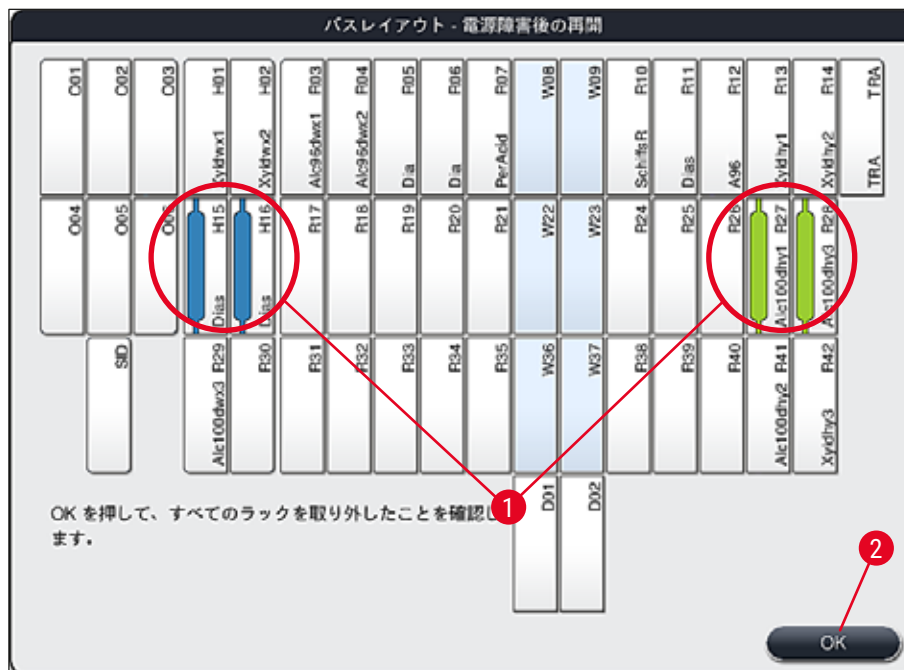 バスレイアウト - 電源障害後の再開
O01
O02
O03
Xyldwx1 H01
Xyldwx2 H02
Alc96dwx1 R03
Alc96dwx2 R04
Dia R05
Dia R06
PerAcid R07
W08
W09
SchiffsR R10
Dias R11
A96 R12
Xyldhy1 R13
Xyldhy2 R14
TRA TRA
O04
O05
O06
Dias H15
Dias H16
R17
R18
R19
R20
R21
W22
W23
R24
R25
R26
Alc100dhy1 R27
Alc100dhy3 R28
SID
Alc100dwx3 R29
R30
R31
R32
R33
R34
R35
W36
W37
R38
R39
R40
Alc100dhy2 R41
Xyldhy3 R42
D01
D02
OK を押して、すべてのラックを取り外したことを確認し
ます。
1
2
OK